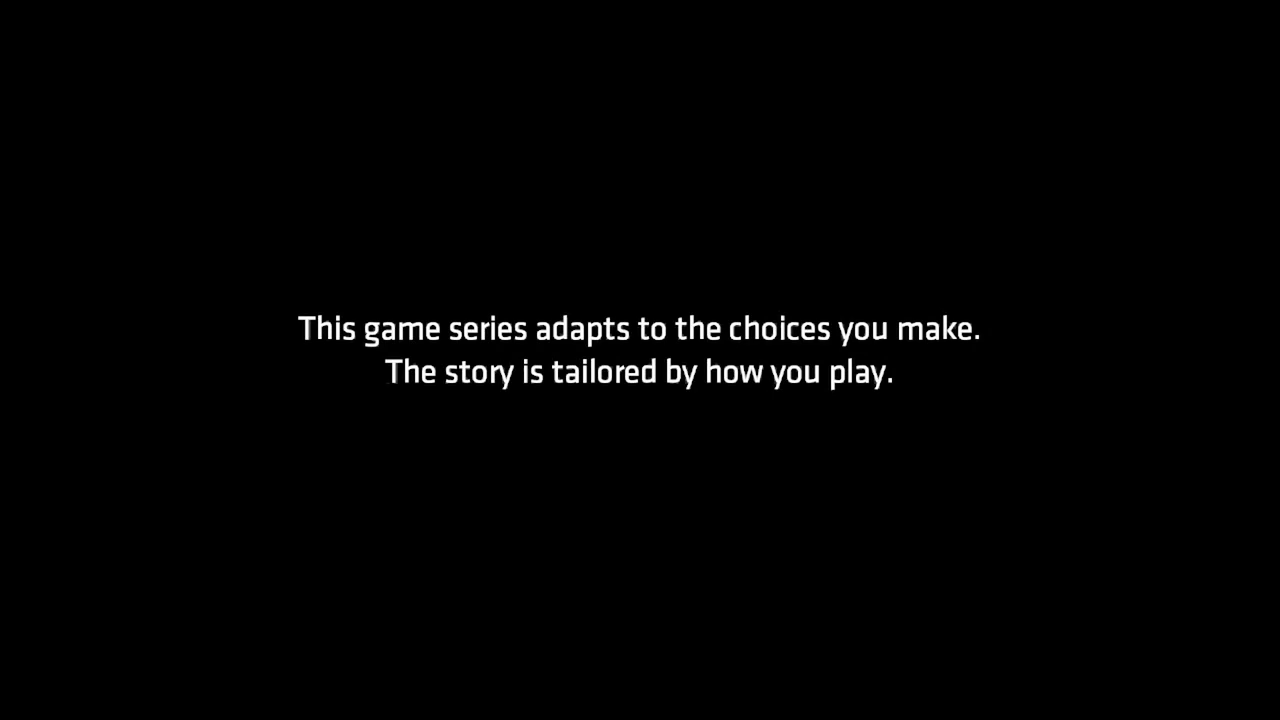 This game series adapts to the choices you make.
The story is tailored by how you play.